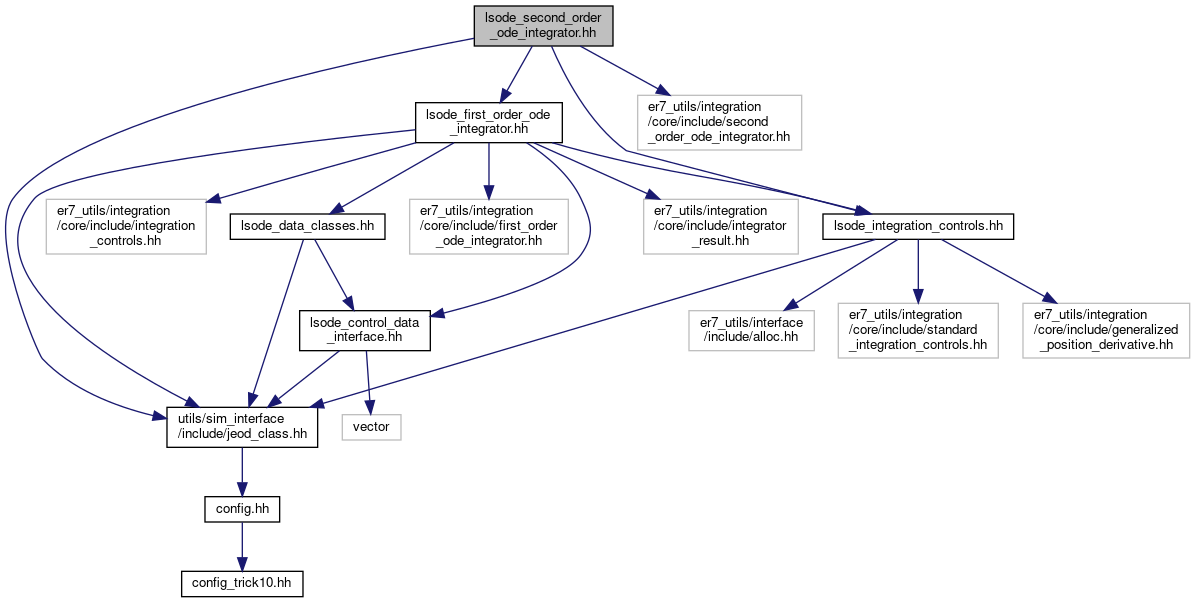 lsode_second_order
_ode_integrator.hh
er7_utils/integration
/core/include/second
_order_ode_integrator.hh
lsode_first_order_ode
_integrator.hh
er7_utils/integration
/core/include/integration
_controls.hh
lsode_data_classes.hh
er7_utils/integration
/core/include/first_order
_ode_integrator.hh
er7_utils/integration
/core/include/integrator
_result.hh
lsode_integration_controls.hh
lsode_control_data
_interface.hh
er7_utils/interface
/include/alloc.hh
er7_utils/integration
/core/include/standard
_integration_controls.hh
er7_utils/integration
/core/include/generalized
_position_derivative.hh
utils/sim_interface
/include/jeod_class.hh
vector
config.hh
config_trick10.hh